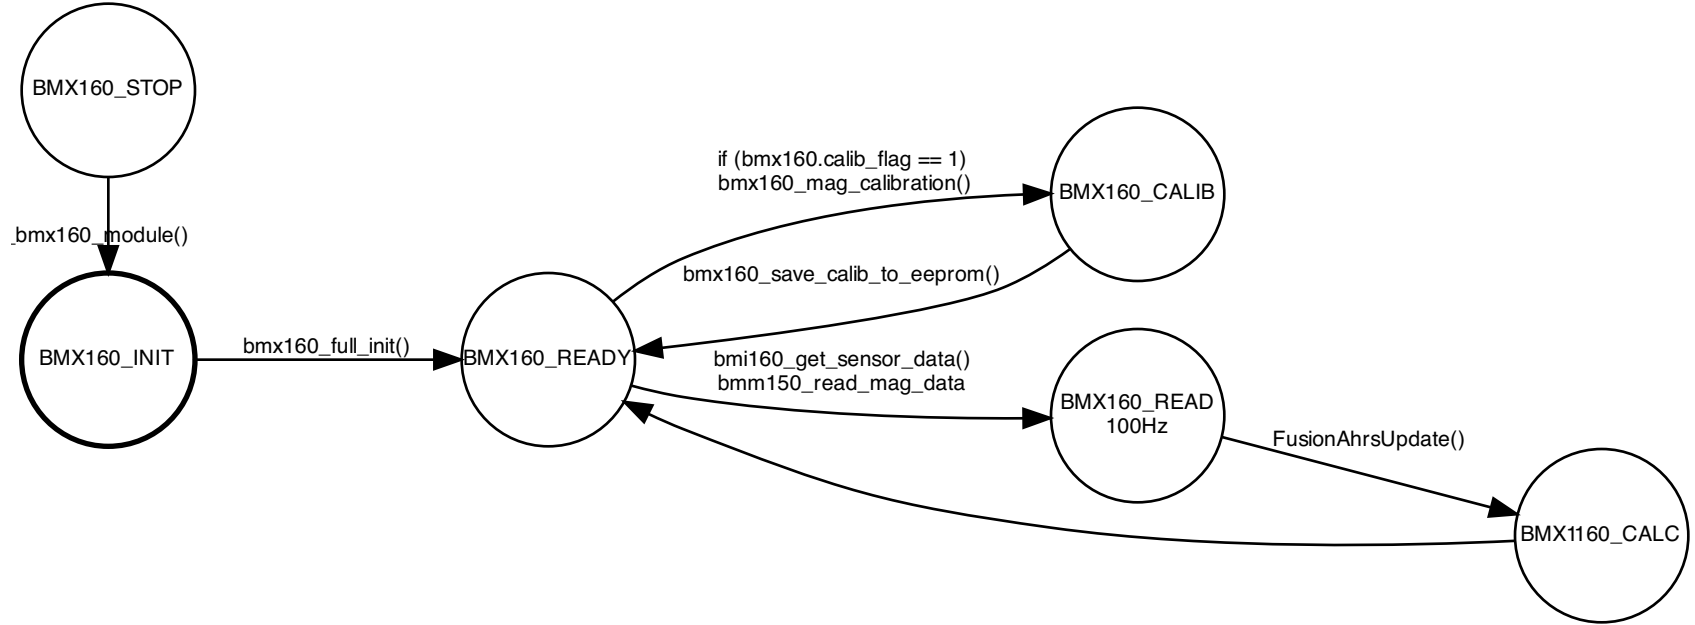 BMX160_STOP
_bmx160_module()
BMX160_INIT
bmx160_full_init()
BMX160_READY
if (bmx160.calib_flag == 1)
bmx160_mag_calibration()
BMX160_CALIB
bmx160_save_calib_to_eeprom()
bmi160_get_sensor_data()
bmm150_read_mag_data
BMX160_READ
100Hz
FusionAhrsUpdate()
BMX1160_CALC